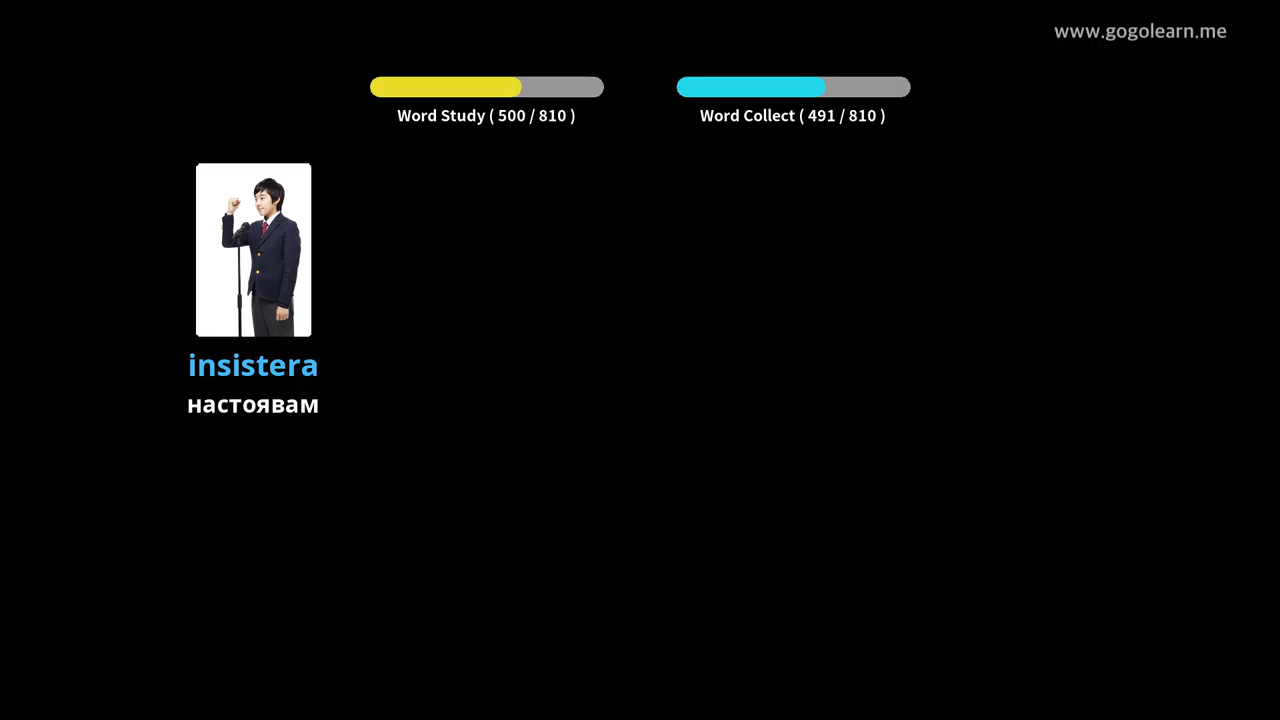 www.gogolearn.me
Word Study ( 500 / 810 )
Word Collect ( 491 / 810 )
insistera
настоявам